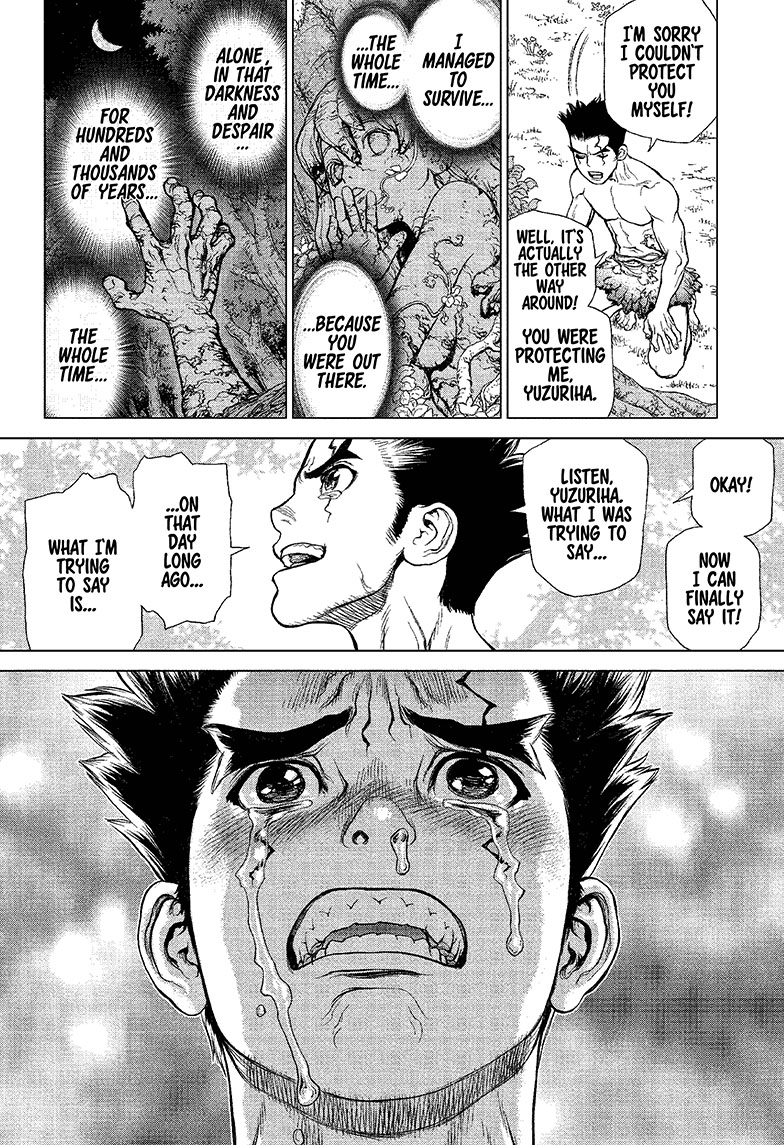 I'M SORRY
I COULDN'T
PROTECT
YOU
MYSELF!
WELL, IT'S
ACTUALLY
THE OTHER
WAY
AROUND!
YOU WERE
PROTECTING
ME,
YUZURIHA.
I
MANAGED
TO
SURVIVE...
...THE
WHOLE
TIME...
...BECAUSE
YOU
WERE OUT
THERE.
ALONE,
IN THAT
DARKNESS
AND
DESPAIR
...
FOR
HUNDREDS
AND
THOUSANDS
OF YEARS...
THE
WHOLE
TIME...
OKAY!
NOW
I CAN
FINALLY
SAY IT!
LISTEN,
YUZURIHA.
WHAT I WAS
TRYING TO
SAY...
...ON
THAT
DAY
LONG
AGO...
WHAT I'M
TRYING
TO SAY
IS...